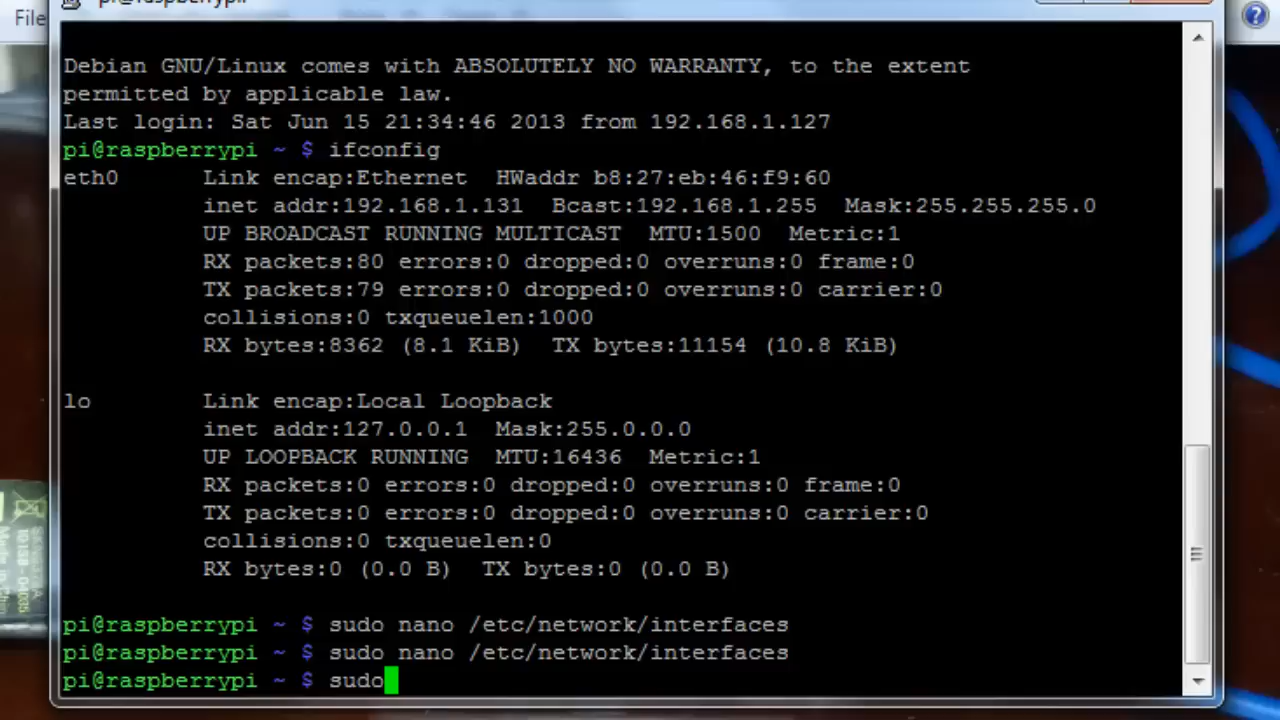 File
pi@raspberrypi
Debian GNU/Linux comes with ABSOLUTELY NO WARRANTY, to the extent
permitted by applicable law.
Last login: Sat Jun 15 21:34:46 2013 from 192.168.1.127
pi@raspberrypi ~ $ ifconfig
eth0 Link encap:Ethernet HWaddr b8:27:eb:46:f9:60
inet addr:192.168.1.131 Bcast:192.168.1.255 Mask:255.255.255.0
UP BROADCAST RUNNING MULTICAST MTU:1500 Metric:1
RX packets:80 errors:0 dropped:0 overruns:0 frame:0
TX packets:79 errors:0 dropped:0 overruns:0 carrier:0
collisions:0 txqueuelen:1000
RX bytes:8362 (8.1 KiB) TX bytes:11154 (10.8 KiB)
lo Link encap:Local Loopback
inet addr:127.0.0.1 Mask:255.0.0.0
UP LOOPBACK RUNNING MTU:16436 Metric:1
RX packets:0 errors:0 dropped:0 overruns:0 frame:0
TX packets:0 errors:0 dropped:0 overruns:0 carrier:0
collisions:0 txqueuelen:0
RX bytes:0 (0.0 B) TX bytes:0 (0.0 B)
pi@raspberrypi ~ $ sudo nano /etc/network/interfaces
pi@raspberrypi ~ $ sudo nano /etc/network/interfaces
pi@raspberrypi ~ $ sudo